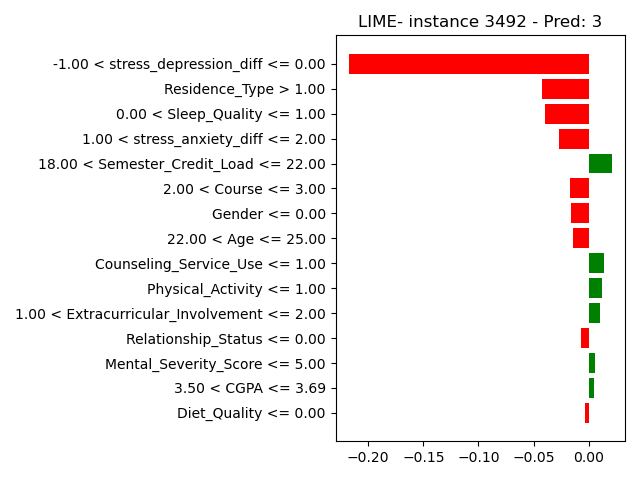 LIME- instance 3492 - Pred: 3
-1.00 < stress_depression_diff <= 0.00
Residence_Type > 1.00
0.00 < Sleep_Quality <= 1.00
1.00 < stress_anxiety_diff <= 2.00
18.00 < Semester_Credit_Load <= 22.00
2.00 < Course <= 3.00
Gender <= 0.00
22.00 < Age <= 25.00
Counseling_Service_Use <= 1.00
Physical_Activity <= 1.00
1.00 < Extracurricular_Involvement <= 2.00
Relationship_Status <= 0.00
Mental_Severity_Score <= 5.00
3.50 < CGPA <= 3.69
Diet_Quality <= 0.00
−0.20 −0.15 −0.10 −0.05 0.00